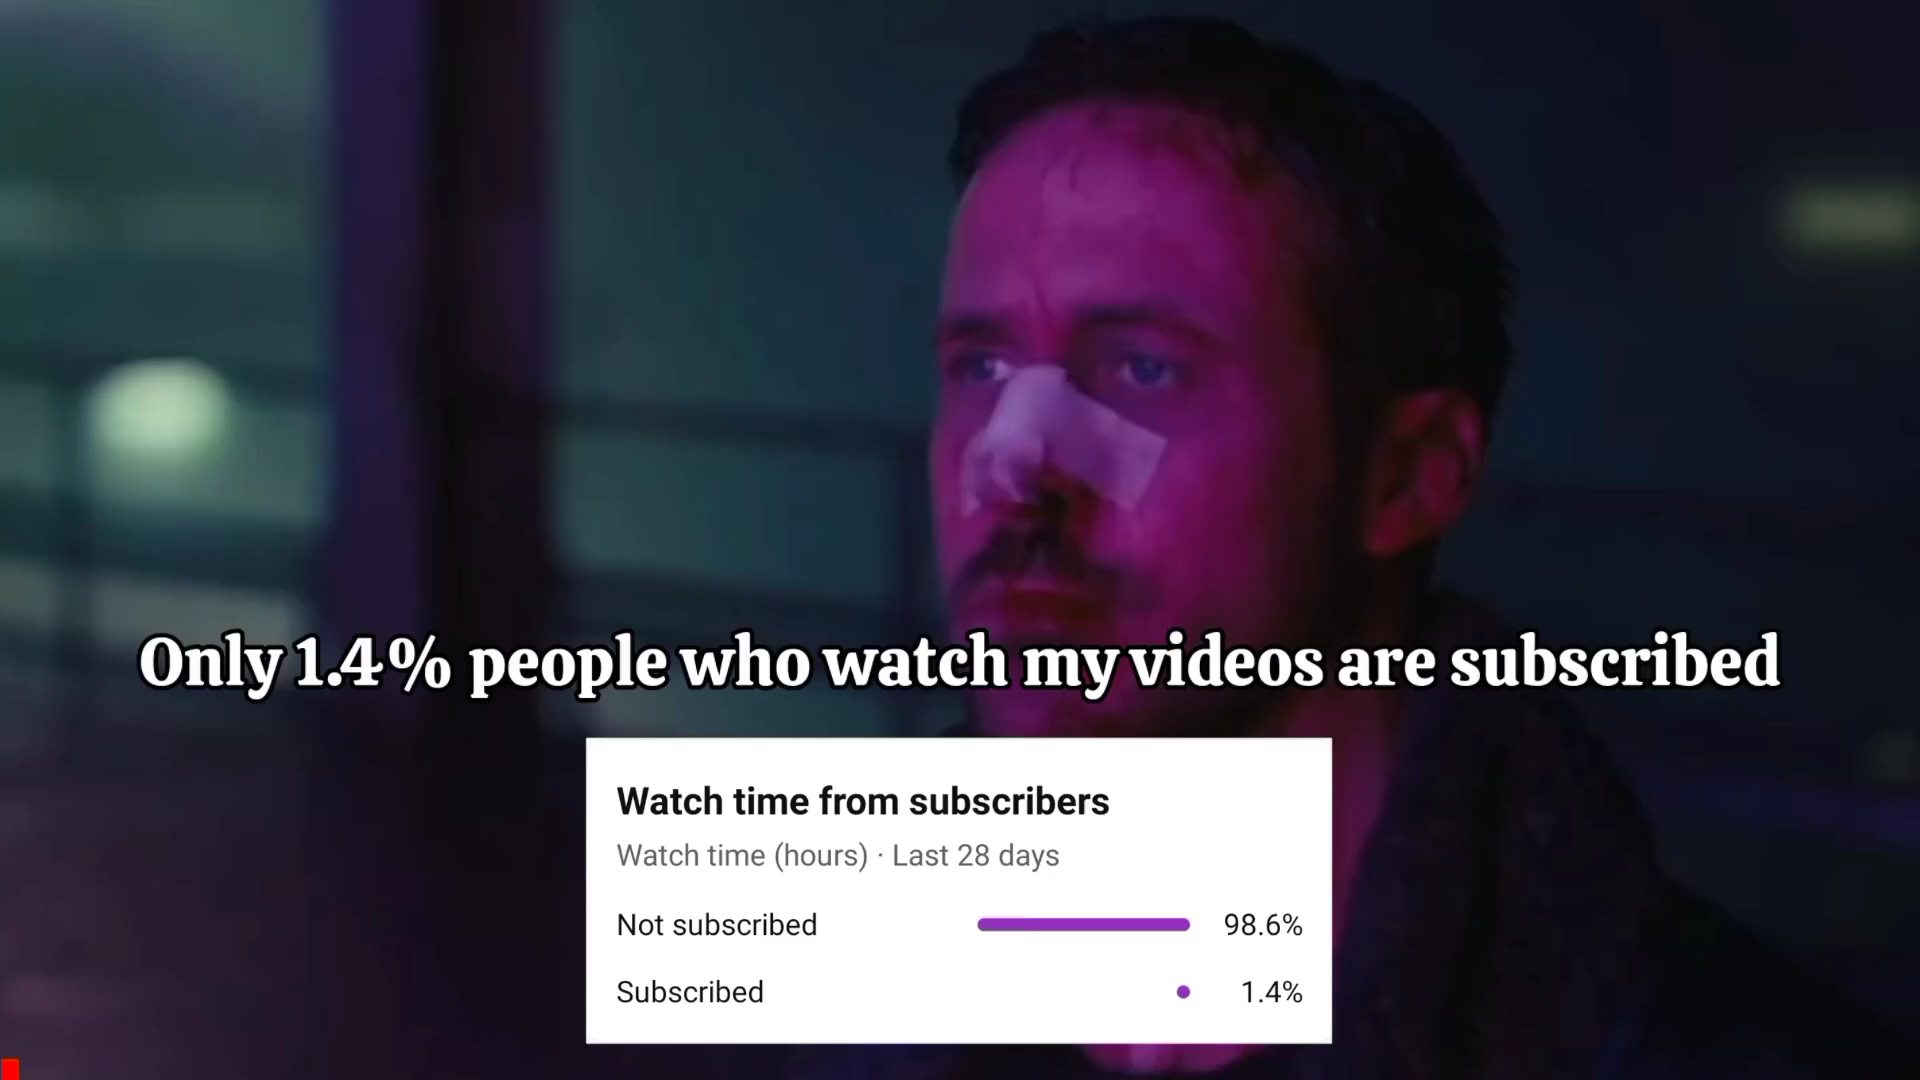 Only 1.4% people who watch my videos are subscribed
Watch time from subscribers
Watch time (hours) · Last 28 days
Not subscribed 98.6%
Subscribed 1.4%